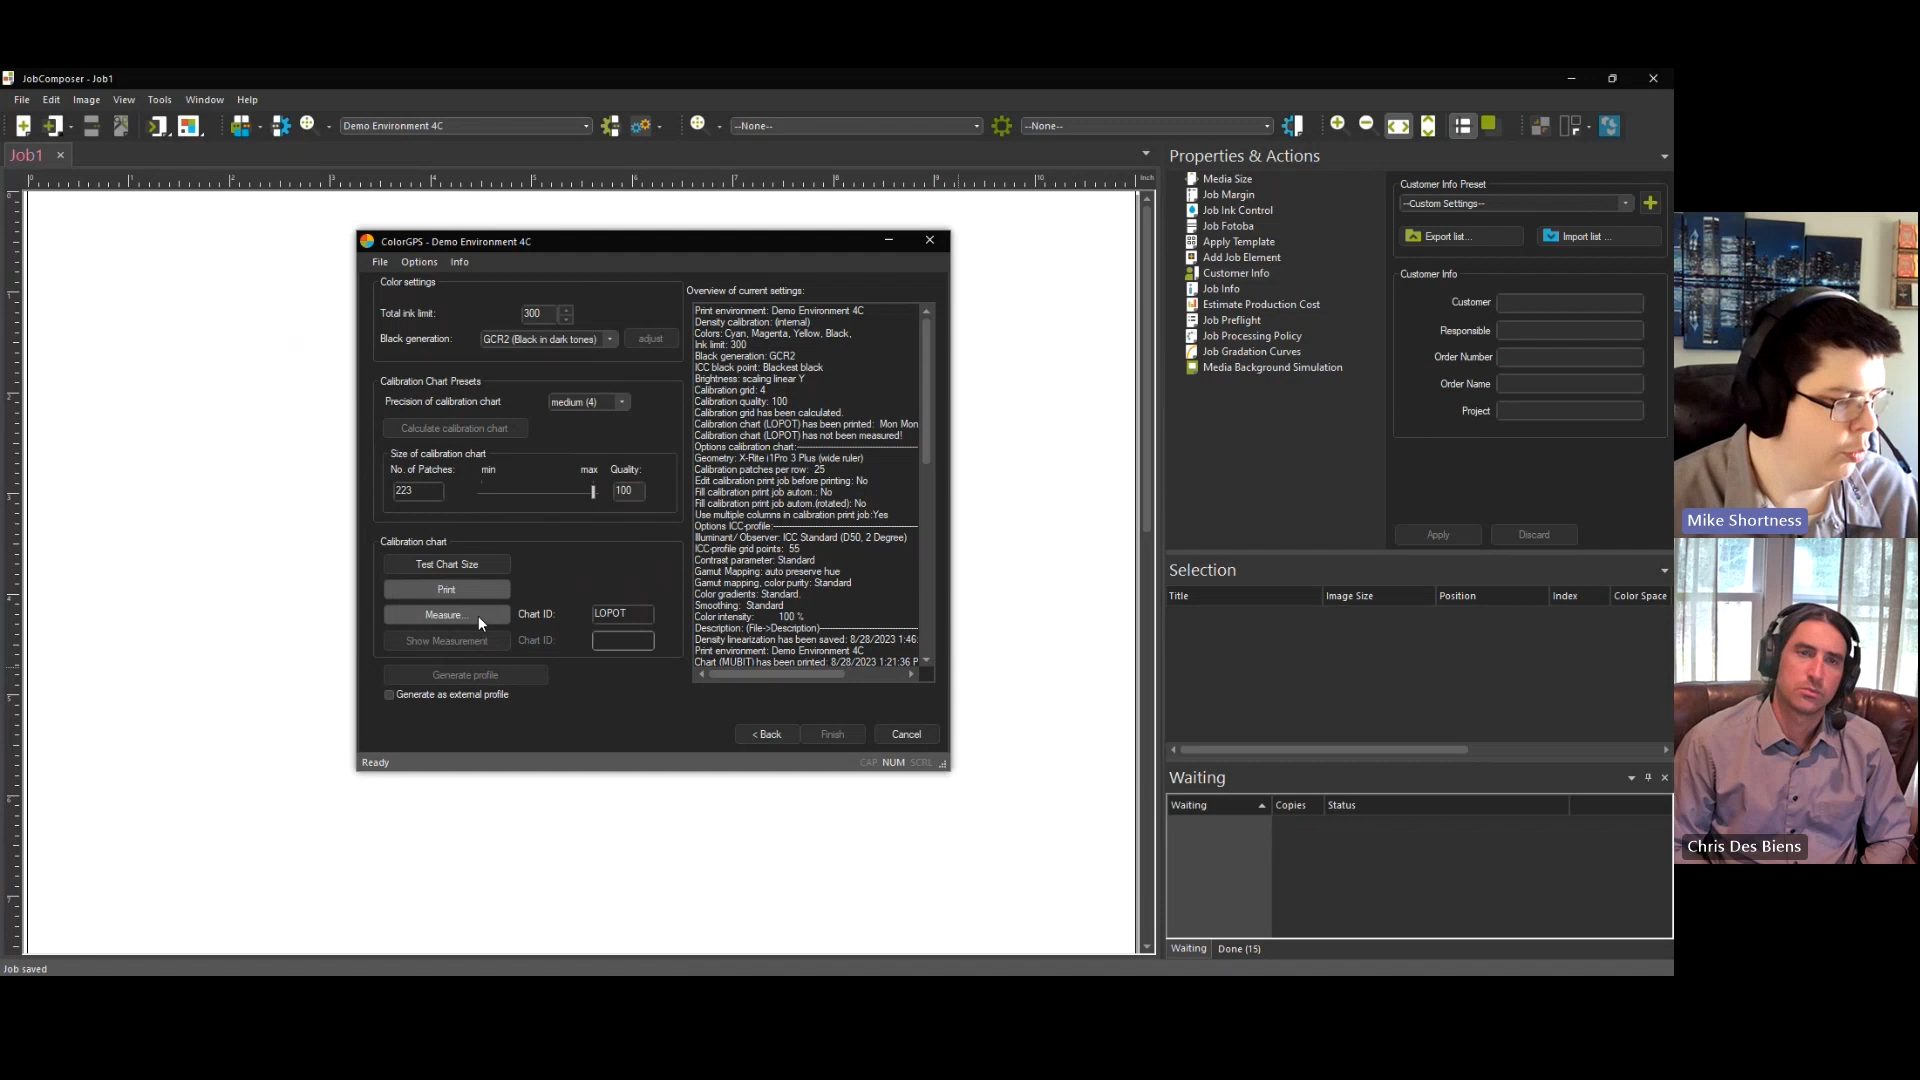 JobComposer - Job1
File Edit Image View Tools Window Help
Demo Environment 4C
--None--
--None--
Job1
0 1 2 3 4 5 6 7 8 9 10 inch
Properties & Actions
Media Size
Job Margin
Job Ink Control
Job Fotoba
Apply Template
Add Job Element
Customer Info
Job Info
Estimate Production Cost
Job Preflight
Job Processing Policy
Job Gradation Curves
Media Background Simulation
Customer Info Preset
--Custom Settings--
Export list...
Import list ...
Customer Info
Customer
Responsible
Order Number
Order Name
Project
Apply
Discard
ColorGPS - Demo Environment 4C
File Options Info
Color settings
Total ink limit: 300
Black generation: GCR2 (Black in dark tones) adjust
Calibration Chart Presets
Precision of calibration chart medium (4)
Calculate calibration chart
Size of calibration chart
No. of Patches: min max Quality:
223 100
Calibration chart
Test Chart Size
Print
Measure... Chart ID: LOPOT
Show Measurement Chart ID:
Generate profile
Generate as external profile
Overview of current settings:
Print environment: Demo Environment 4C
Density calibration: (internal)
Colors: Cyan, Magenta, Yellow, Black,
Ink limit: 300
Black generation: GCR2
ICC black point: Blackest black
Brightness: scaling linear Y
Calibration grid: 4
Calibration quality: 100
Calibration grid has been calculated.
Calibration chart (LOPOT) has been printed: Mon Mon
Calibration chart (LOPOT) has not been measured!
Options calibration chart:
Geometry: X-Rite i1Pro 3 Plus (wide ruler)
Calibration patches per row: 25
Edit calibration print job before printing: No
Fill calibration print job autom.: No
Fill calibration print job autom.(rotated): No
Use multiple columns in calibration print job:Yes
Options ICC-profile:
Illuminant/ Observer: ICC Standard (D50, 2 Degree)
ICC-profile grid points: 55
Contrast parameter: Standard
Gamut Mapping: auto preserve hue
Gamut mapping, color purity: Standard
Color gradients: Standard.
Smoothing: Standard
Color intensity: 100 %
Description: (File->Description)
Density linearization has been saved: 8/28/2023 1:46:
Print environment: Demo Environment 4C
Chart (MUBIT) has been printed: 8/28/2023 1:21:36 P
< Back Finish Cancel
Ready CAP NUM SCRL
Selection
Title Image Size Position Index Color Space
Waiting
Waiting Copies Status
Waiting Done (15)
Job saved
Mike Shortness
Chris Des Biens